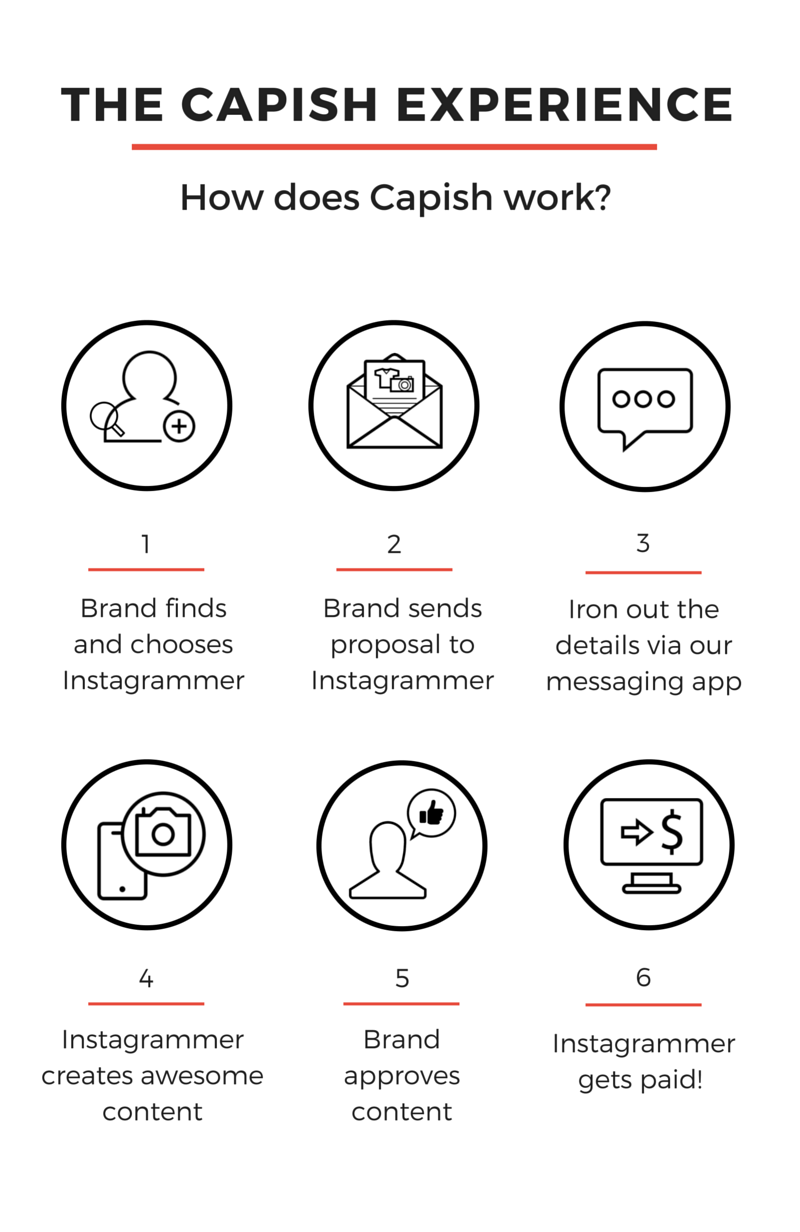 THE CAPISH EXPERIENCE
How does Capish work?
1
Brand finds
and chooses
Instagrammer
2
Brand sends
proposal to
Instagrammer
3
Iron out the
details via our
messaging app
4
Instagrammer
creates awesome
content
5
Brand
approves
content
6
Instagrammer
gets paid!